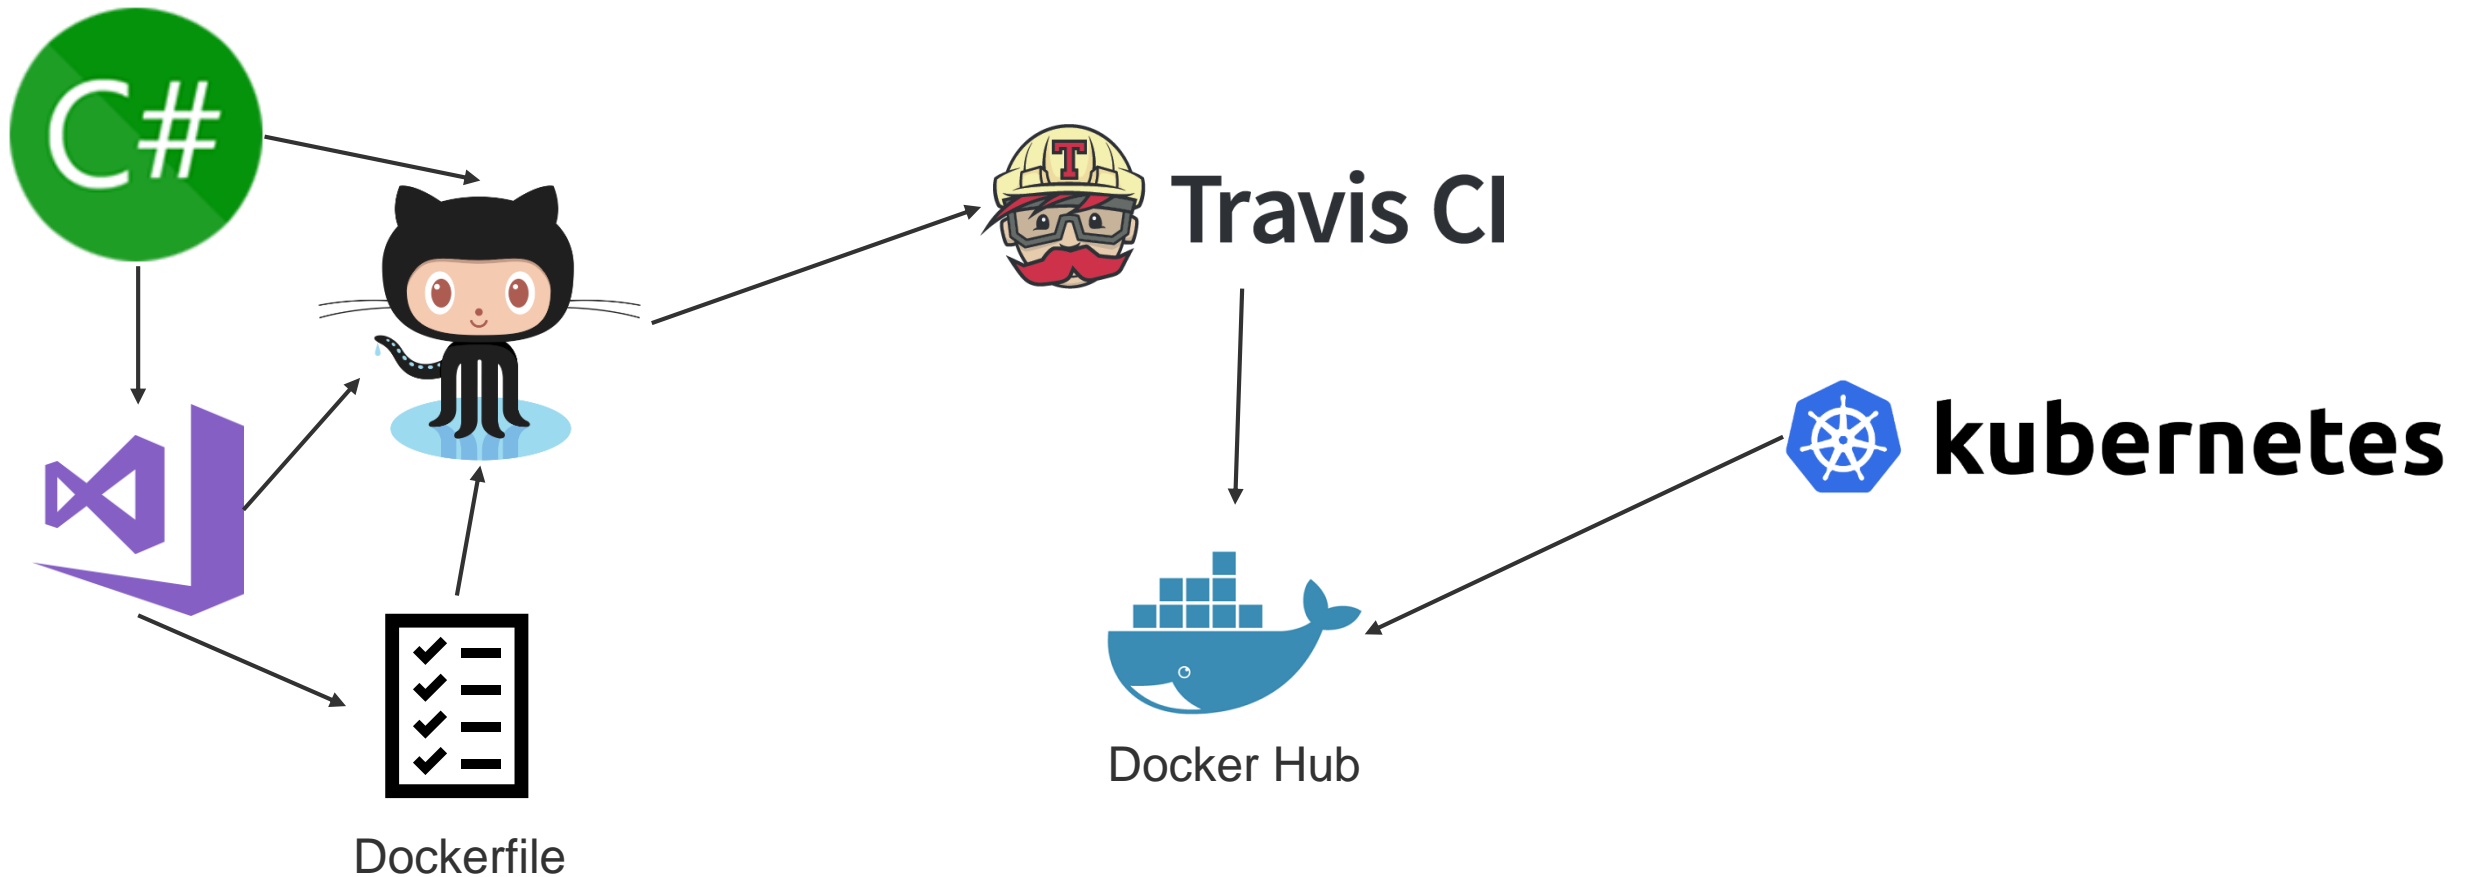 C#
T
Travis CI
kubernetes
Docker Hub
Dockerfile